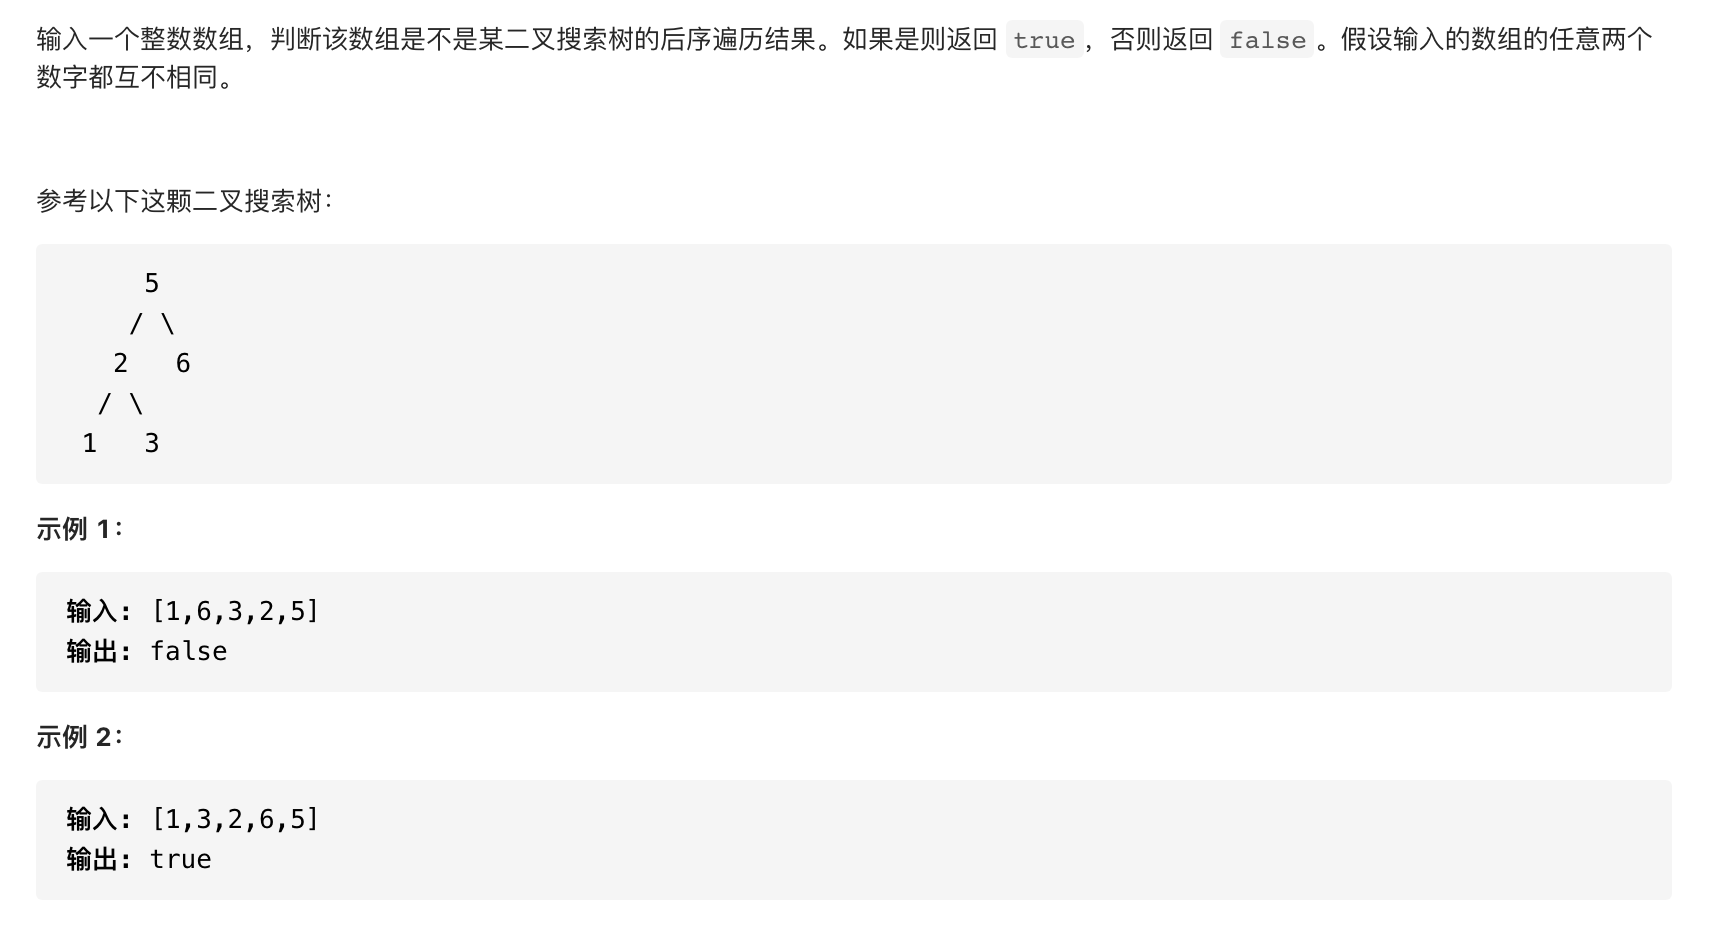 输入一个整数数组，判断该数组是不是某二叉搜索树的后序遍历结果。如果是则返回 true，否则返回 false。假设输入的数组的任意两个
数字都互不相同。
参考以下这颗二叉搜索树：
5
/ \
2 6
/ \
1 3
示例 1：
输入: [1,6,3,2,5]
输出: false
示例 2：
输入: [1,3,2,6,5]
输出: true